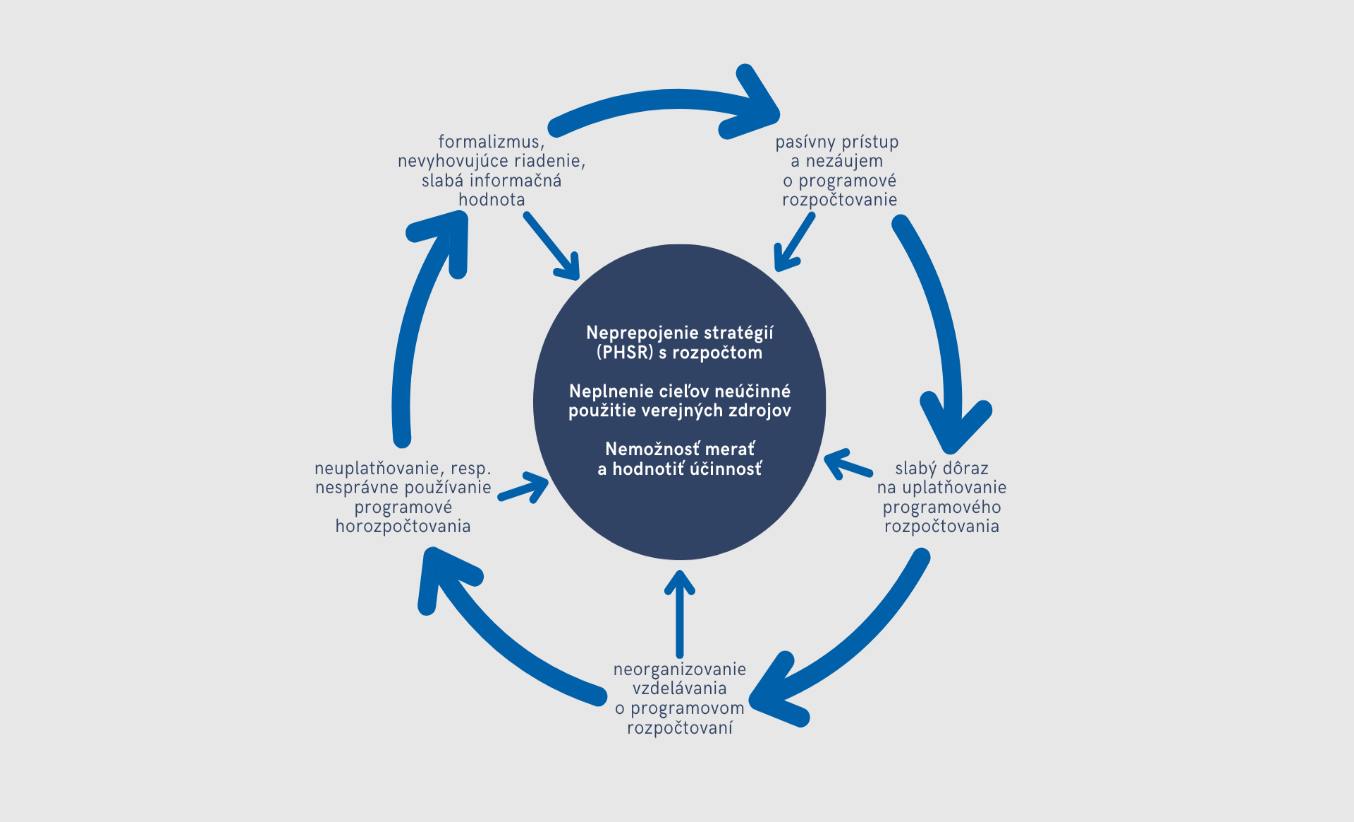 formalizmus,
nevyhovujúce riadenie,
slabá informačná
hodnota
pasívny prístup
a nezáujem
o programové
rozpočtovanie
Neprepojenie stratégií
(PHSR) s rozpočtom
Neplnenie cieľov neúčinné
použitie verejných zdrojov
Nemožnosť merať
a hodnotiť účinnosť
neuplatňovanie, resp.
nesprávne používanie
programové
horozpočtovania
slabý dôraz
na uplatňovanie
programového
rozpočtovania
neorganizovanie
vzdelávania
o programovom
rozpočtovaní